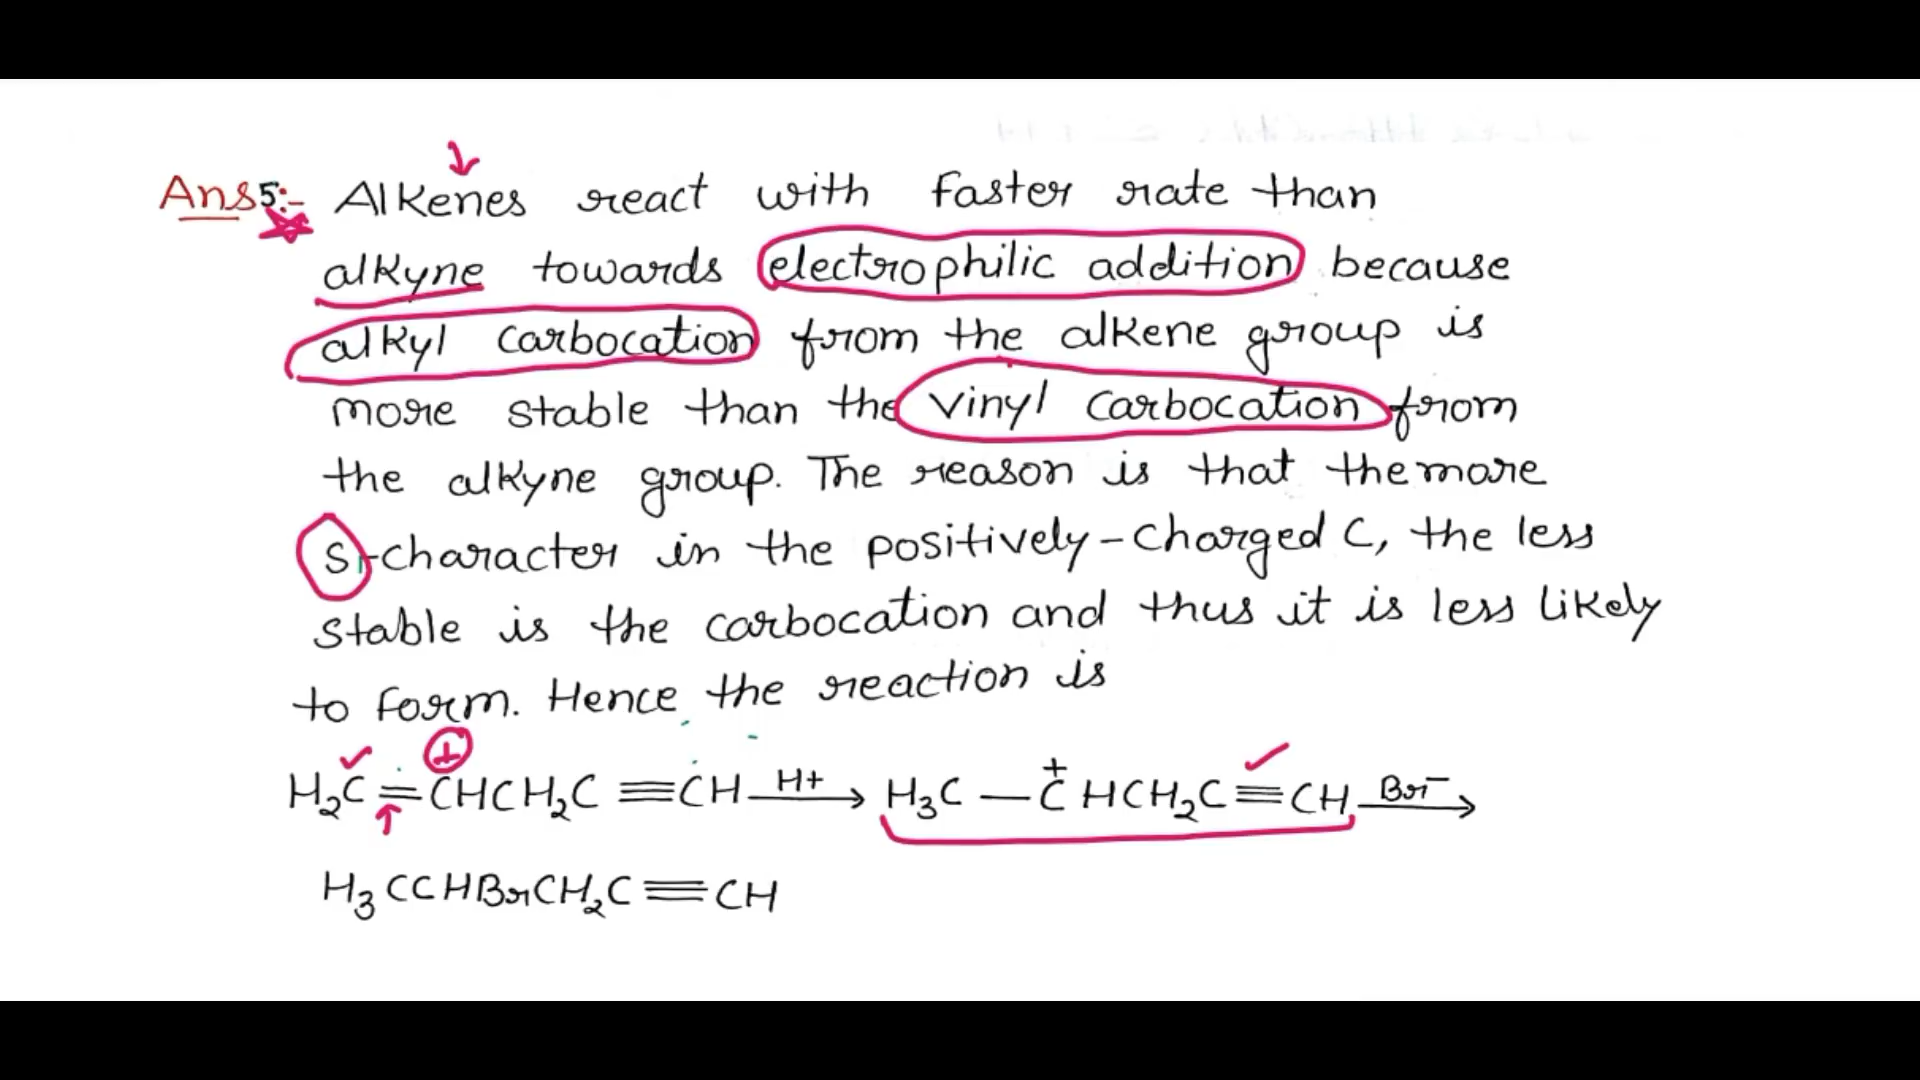 Ans5:- Alkenes react with faster rate than
alkyne towards electrophilic addition because
alkyl carbocation from the alkene group is
more stable than the vinyl carbocation from
the alkyne group. The reason is that the more
S-character in the positively-charged C, the less
stable is the carbocation and thus it is less likely
to form. Hence the reaction is
H₂C=CHCH₂C≡CH —H+→ H₃C—C⁺HCH₂C≡CH —Br⁻→
H₃CCHBrCH₂C≡CH